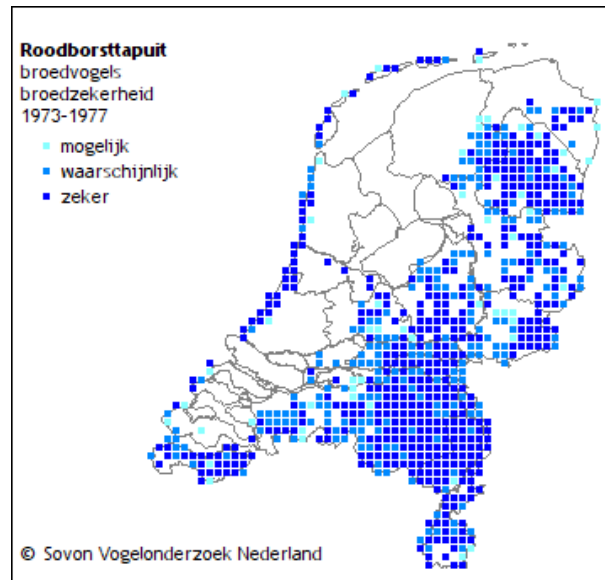 Roodborsttapuit
broedvogels
broedzekerheid
1973-1977
mogelijk
waarschijnlijk
zeker
© Sovon Vogelonderzoek Nederland